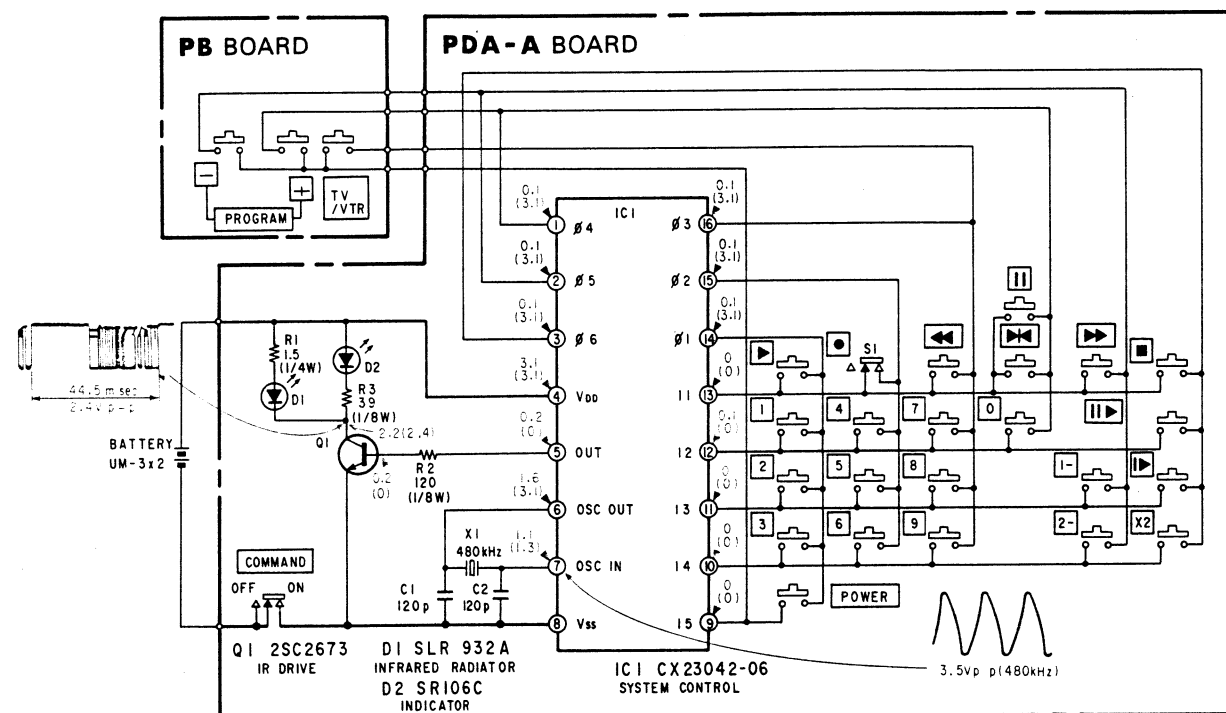 PB BOARD
PDA-A BOARD
−
+
PROGRAM
TV
/VTR
IC1
0.1
(3.1)
1 Ø4
0.1
(3.1)
2 Ø5
0.1
(3.1)
3 Ø6
3.1
(3.1)
4 VDD
0.2
(0)
5 OUT
1.6
(3.1)
6 OSC OUT
1.1
(1.3)
7 OSC IN
8 Vss
0.1
(3.1)
Ø3 16
0.1
(3.1)
Ø2 15
0.1
(3.1)
Ø1 14
0
(0)
I1 13
0.1
(0)
I2 12
0
(0)
I3 11
0
(0)
I4 10
0
(0)
I5 9
S1
1
4
7
0
2
5
8
1-
3
6
9
2-
X2
POWER
R1
1.5
(1/4W)
D1
D2
R3
39
(1/8W)
44.5 msec
2.4V p-p
2.2(2.4)
Q1
0.2
(0)
R2
120
(1/8W)
BATTERY
UM-3x2
X1
480kHz
C1
120p
C2
120p
COMMAND
OFF ON
Q1 2SC2673
IR DRIVE
D1 SLR 932A
INFRARED RADIATOR
D2 SR106C
INDICATOR
IC1 CX23042-06
SYSTEM CONTROL
3.5Vp p(480kHz)